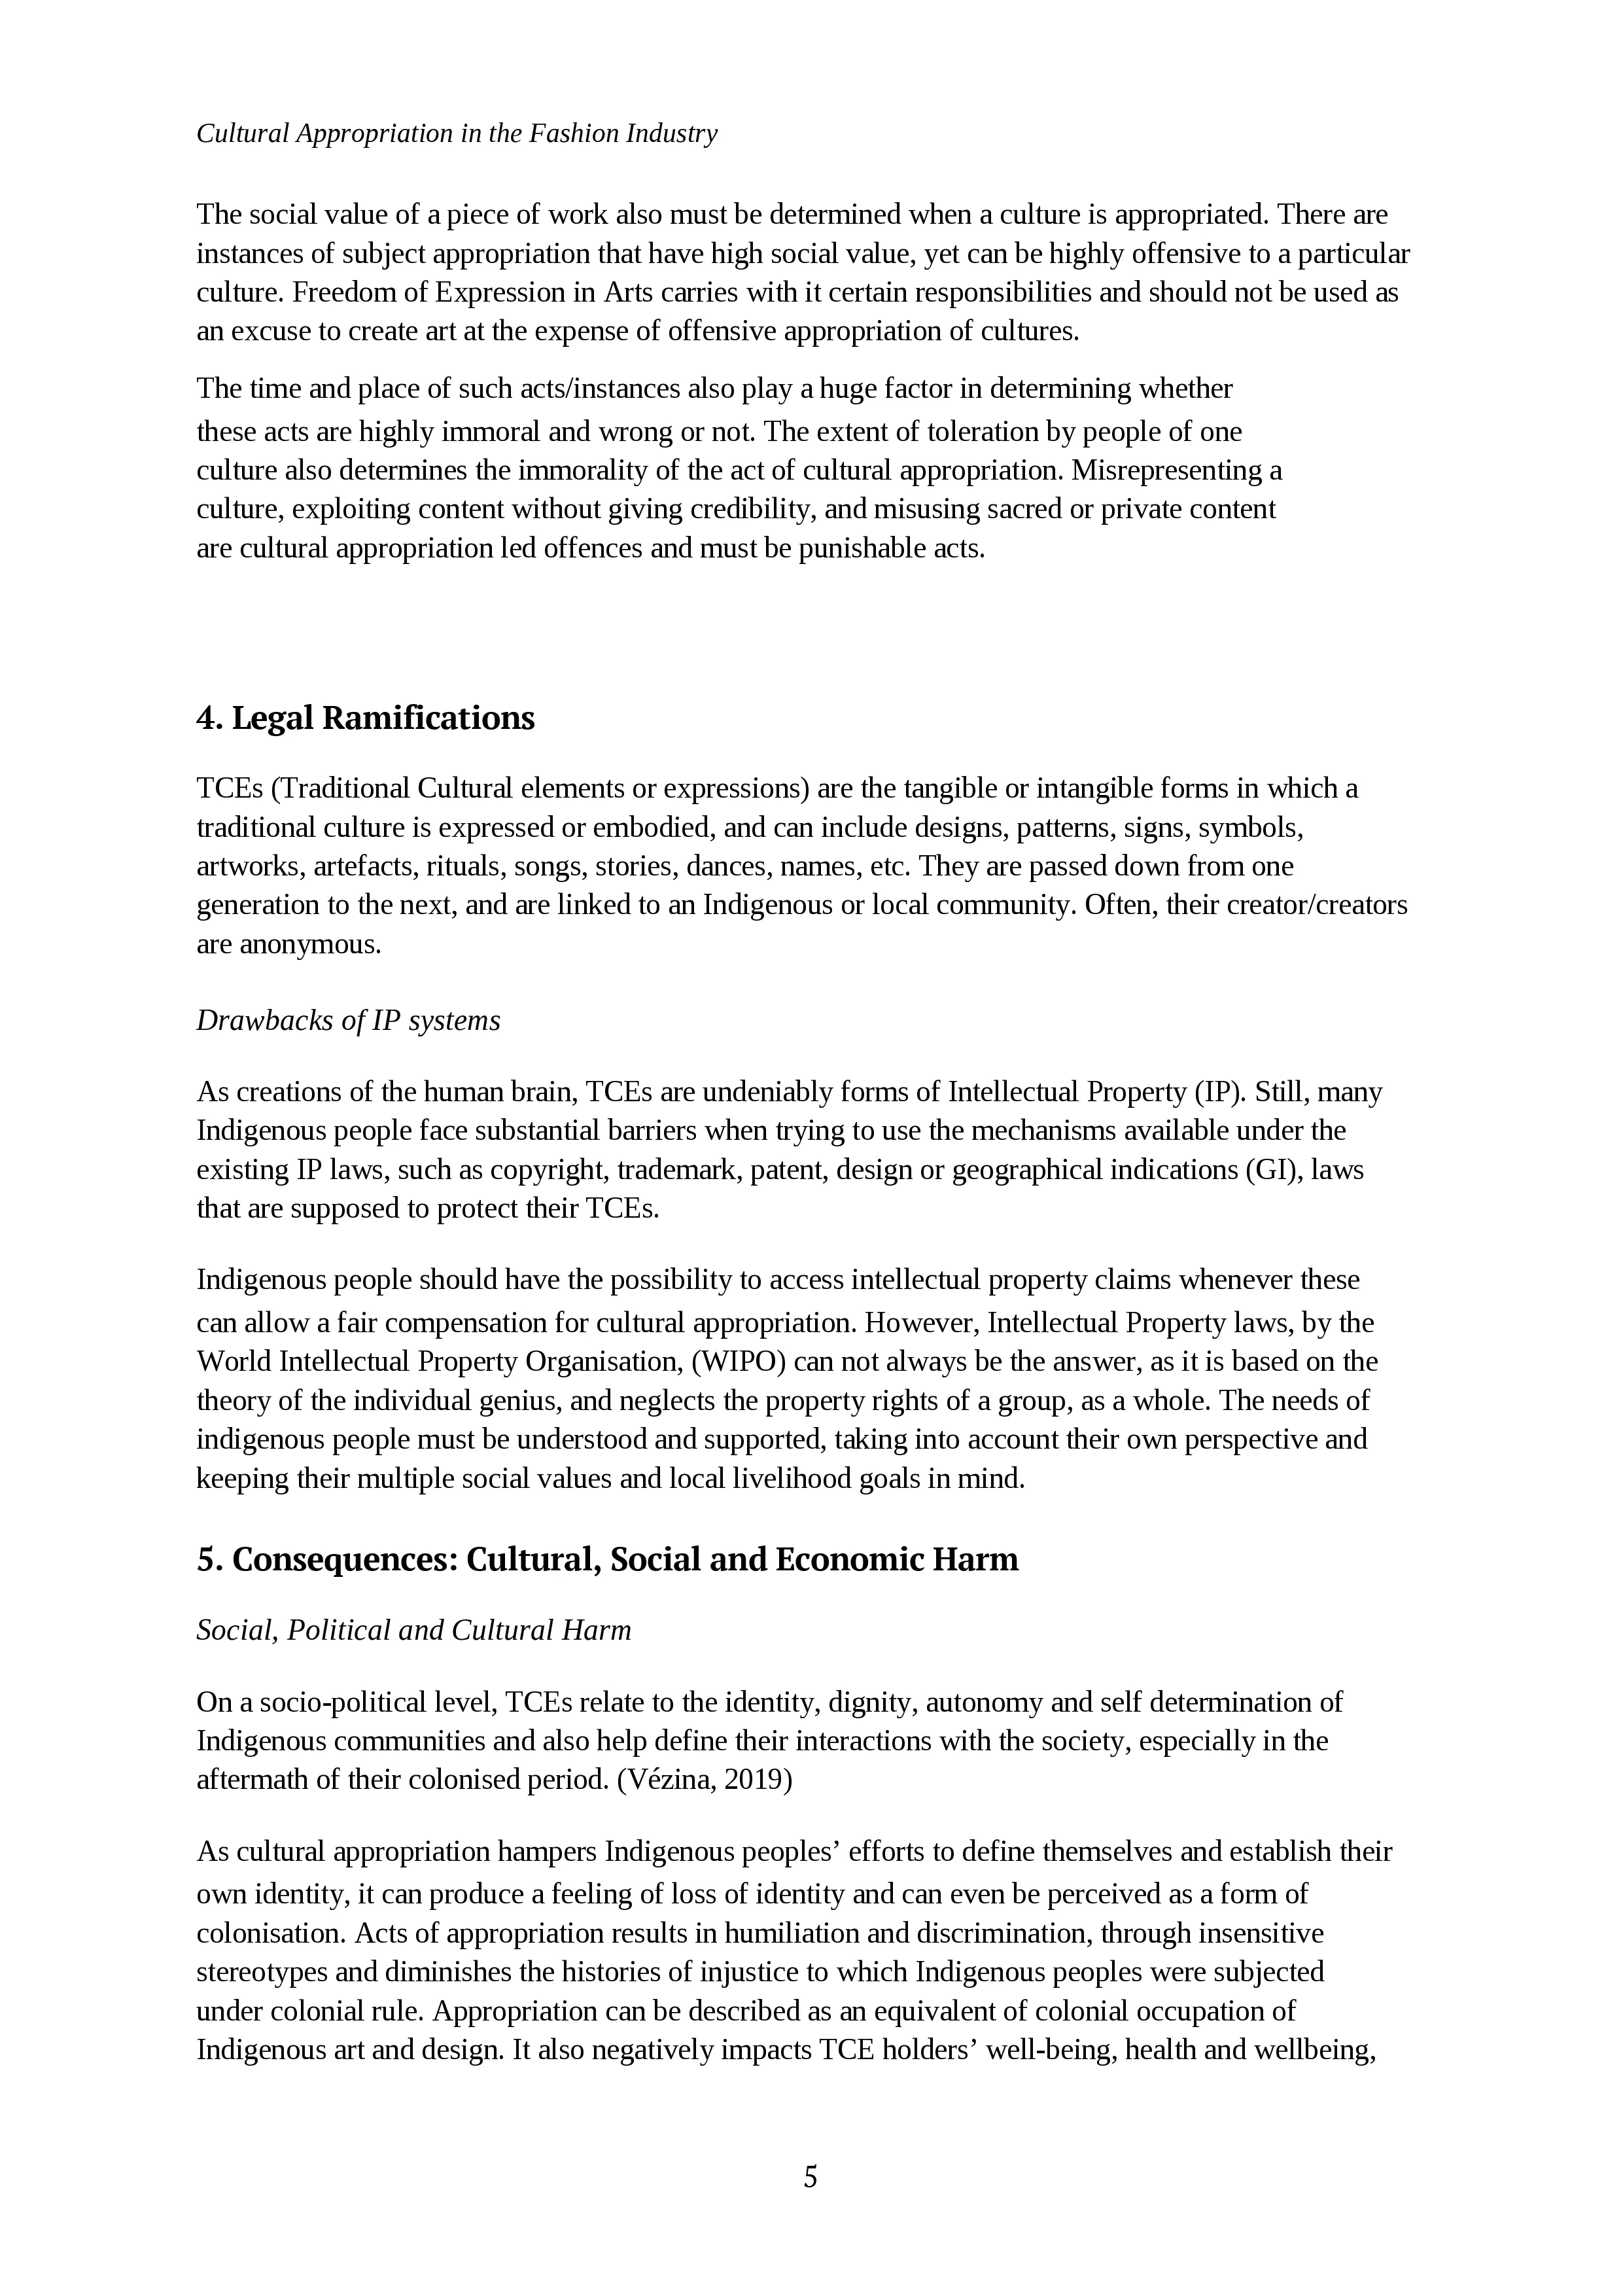 Cultural Appropriation in the Fashion Industry
The social value of a piece of work also must be determined when a culture is appropriated. There are
instances of subject appropriation that have high social value, yet can be highly offensive to a particular
culture. Freedom of Expression in Arts carries with it certain responsibilities and should not be used as
an excuse to create art at the expense of offensive appropriation of cultures.
The time and place of such acts/instances also play a huge factor in determining whether
these acts are highly immoral and wrong or not. The extent of toleration by people of one
culture also determines the immorality of the act of cultural appropriation. Misrepresenting a
culture, exploiting content without giving credibility, and misusing sacred or private content
are cultural appropriation led offences and must be punishable acts.
4. Legal Ramifications
TCEs (Traditional Cultural elements or expressions) are the tangible or intangible forms in which a
traditional culture is expressed or embodied, and can include designs, patterns, signs, symbols,
artworks, artefacts, rituals, songs, stories, dances, names, etc. They are passed down from one
generation to the next, and are linked to an Indigenous or local community. Often, their creator/creators
are anonymous.
Drawbacks of IP systems
As creations of the human brain, TCEs are undeniably forms of Intellectual Property (IP). Still, many
Indigenous people face substantial barriers when trying to use the mechanisms available under the
existing IP laws, such as copyright, trademark, patent, design or geographical indications (GI), laws
that are supposed to protect their TCEs.
Indigenous people should have the possibility to access intellectual property claims whenever these
can allow a fair compensation for cultural appropriation. However, Intellectual Property laws, by the
World Intellectual Property Organisation, (WIPO) can not always be the answer, as it is based on the
theory of the individual genius, and neglects the property rights of a group, as a whole. The needs of
indigenous people must be understood and supported, taking into account their own perspective and
keeping their multiple social values and local livelihood goals in mind.
5. Consequences: Cultural, Social and Economic Harm
Social, Political and Cultural Harm
On a socio-political level, TCEs relate to the identity, dignity, autonomy and self determination of
Indigenous communities and also help define their interactions with the society, especially in the
aftermath of their colonised period. (Vézina, 2019)
As cultural appropriation hampers Indigenous peoples’ efforts to define themselves and establish their
own identity, it can produce a feeling of loss of identity and can even be perceived as a form of
colonisation. Acts of appropriation results in humiliation and discrimination, through insensitive
stereotypes and diminishes the histories of injustice to which Indigenous peoples were subjected
under colonial rule. Appropriation can be described as an equivalent of colonial occupation of
Indigenous art and design. It also negatively impacts TCE holders’ well-being, health and wellbeing,
5